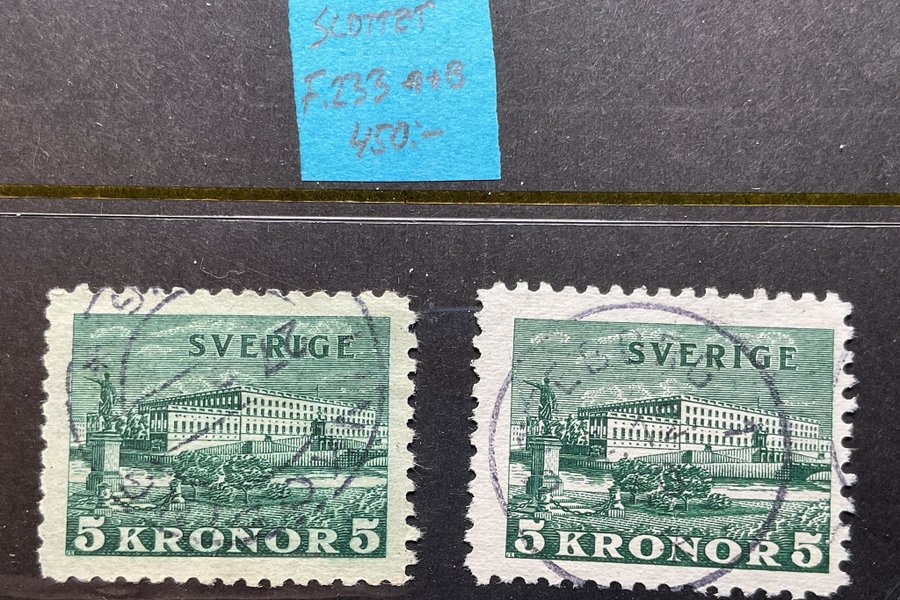 SLOTTET
F.233 A+B
450:-
SVERIGE
5 KRONOR 5
SVERIGE
5 KRONOR 5